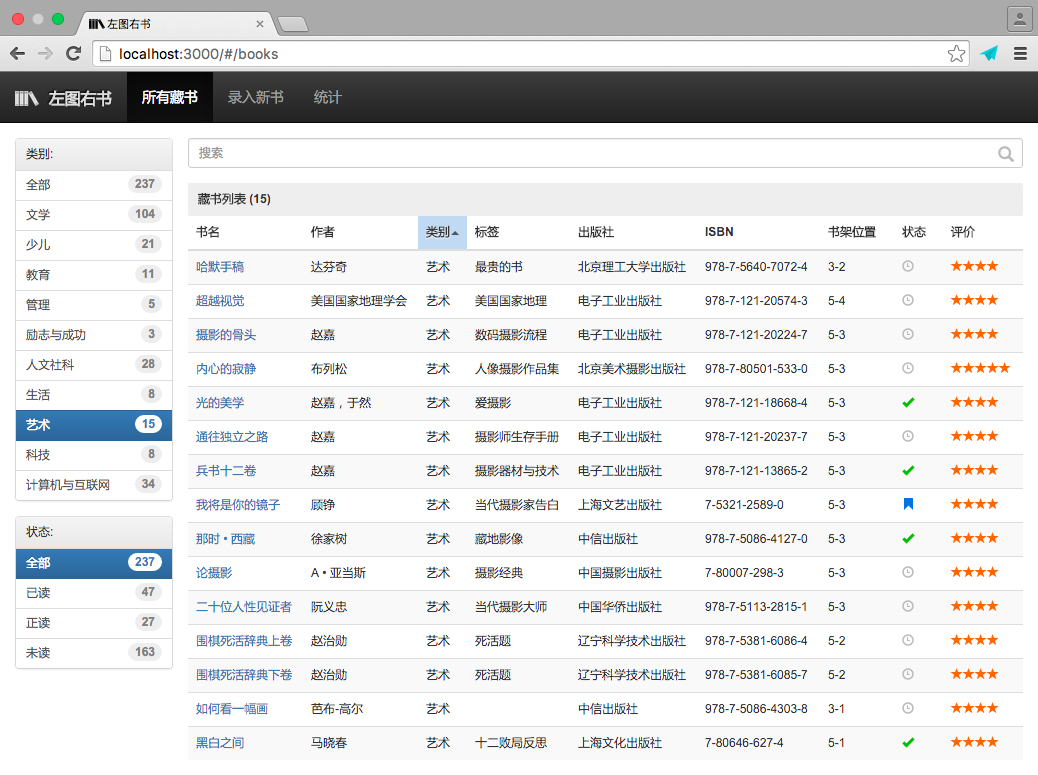 左图右书
localhost:3000/#/books
左图右书 所有藏书 录入新书 统计
类别:
全部 237
文学 104
少儿 21
教育 11
管理 5
励志与成功 3
人文社科 28
生活 8
艺术 15
科技 8
计算机与互联网 34
状态:
全部 237
已读 47
正读 27
未读 163
搜索
藏书列表 (15)
书名 作者 类别 标签 出版社 ISBN 书架位置 状态 评价
哈默手稿 达芬奇 艺术 最贵的书 北京理工大学出版社 978-7-5640-7072-4 3-2
超越视觉 美国国家地理学会 艺术 美国国家地理 电子工业出版社 978-7-121-20574-3 5-4
摄影的骨头 赵嘉 艺术 数码摄影流程 电子工业出版社 978-7-121-20224-7 5-3
内心的寂静 布列松 艺术 人像摄影作品集 北京美术摄影出版社 978-7-80501-533-0 5-3
光的美学 赵嘉，于然 艺术 爱摄影 电子工业出版社 978-7-121-18668-4 5-3
通往独立之路 赵嘉 艺术 摄影师生存手册 电子工业出版社 978-7-121-20237-7 5-3
兵书十二卷 赵嘉 艺术 摄影器材与技术 电子工业出版社 978-7-121-13865-2 5-3
我将是你的镜子 顾铮 艺术 当代摄影家告白 上海文艺出版社 7-5321-2589-0 5-3
那时 • 西藏 徐家树 艺术 藏地影像 中信出版社 978-7-5086-4127-0 5-3
论摄影 A • 亚当斯 艺术 摄影经典 中国摄影出版社 7-80007-298-3 5-3
二十位人性见证者 阮义忠 艺术 当代摄影大师 中国华侨出版社 978-7-5113-2815-1 5-3
围棋死活辞典上卷 赵治勋 艺术 死活题 辽宁科学技术出版社 978-7-5381-6086-4 5-2
围棋死活辞典下卷 赵治勋 艺术 死活题 辽宁科学技术出版社 978-7-5381-6085-7 5-2
如何看一幅画 芭布-高尔 艺术 中信出版社 978-7-5086-4303-8 3-1
黑白之间 马晓春 艺术 十二败局反思 上海文化出版社 7-80646-627-4 5-1